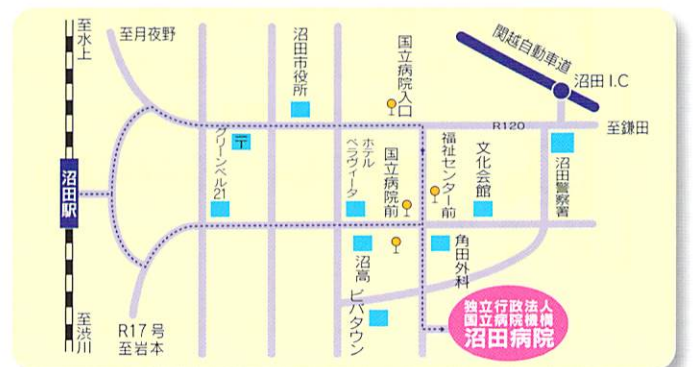 至水上
至月夜野
沼田市役所
国立病院入口
関越自動車道
沼田 I.C
R120
至鎌田
沼田駅
グリーンベル21
〒
ホテル
ベラヴィータ
国立病院前
福祉センター前
文化会館
沼田警察署
沼高
角田外科
ビバタウン
至渋川
R17 号
至岩本
独立行政法人
国立病院機構
沼田病院